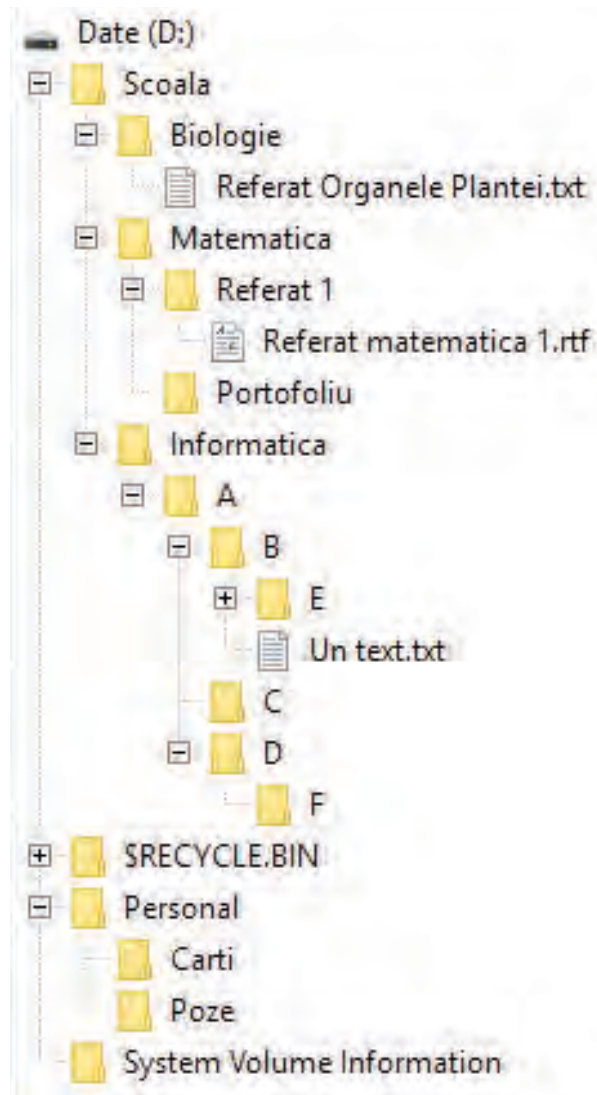 Date (D:)
Scoala
Biologie
Referat Organele Plantei.txt
Matematica
Referat 1
Referat matematica 1.rtf
Portofoliu
Informatica
A
B
E
Un text.txt
C
D
F
$RECYCLE.BIN
Personal
Carti
Poze
System Volume Information